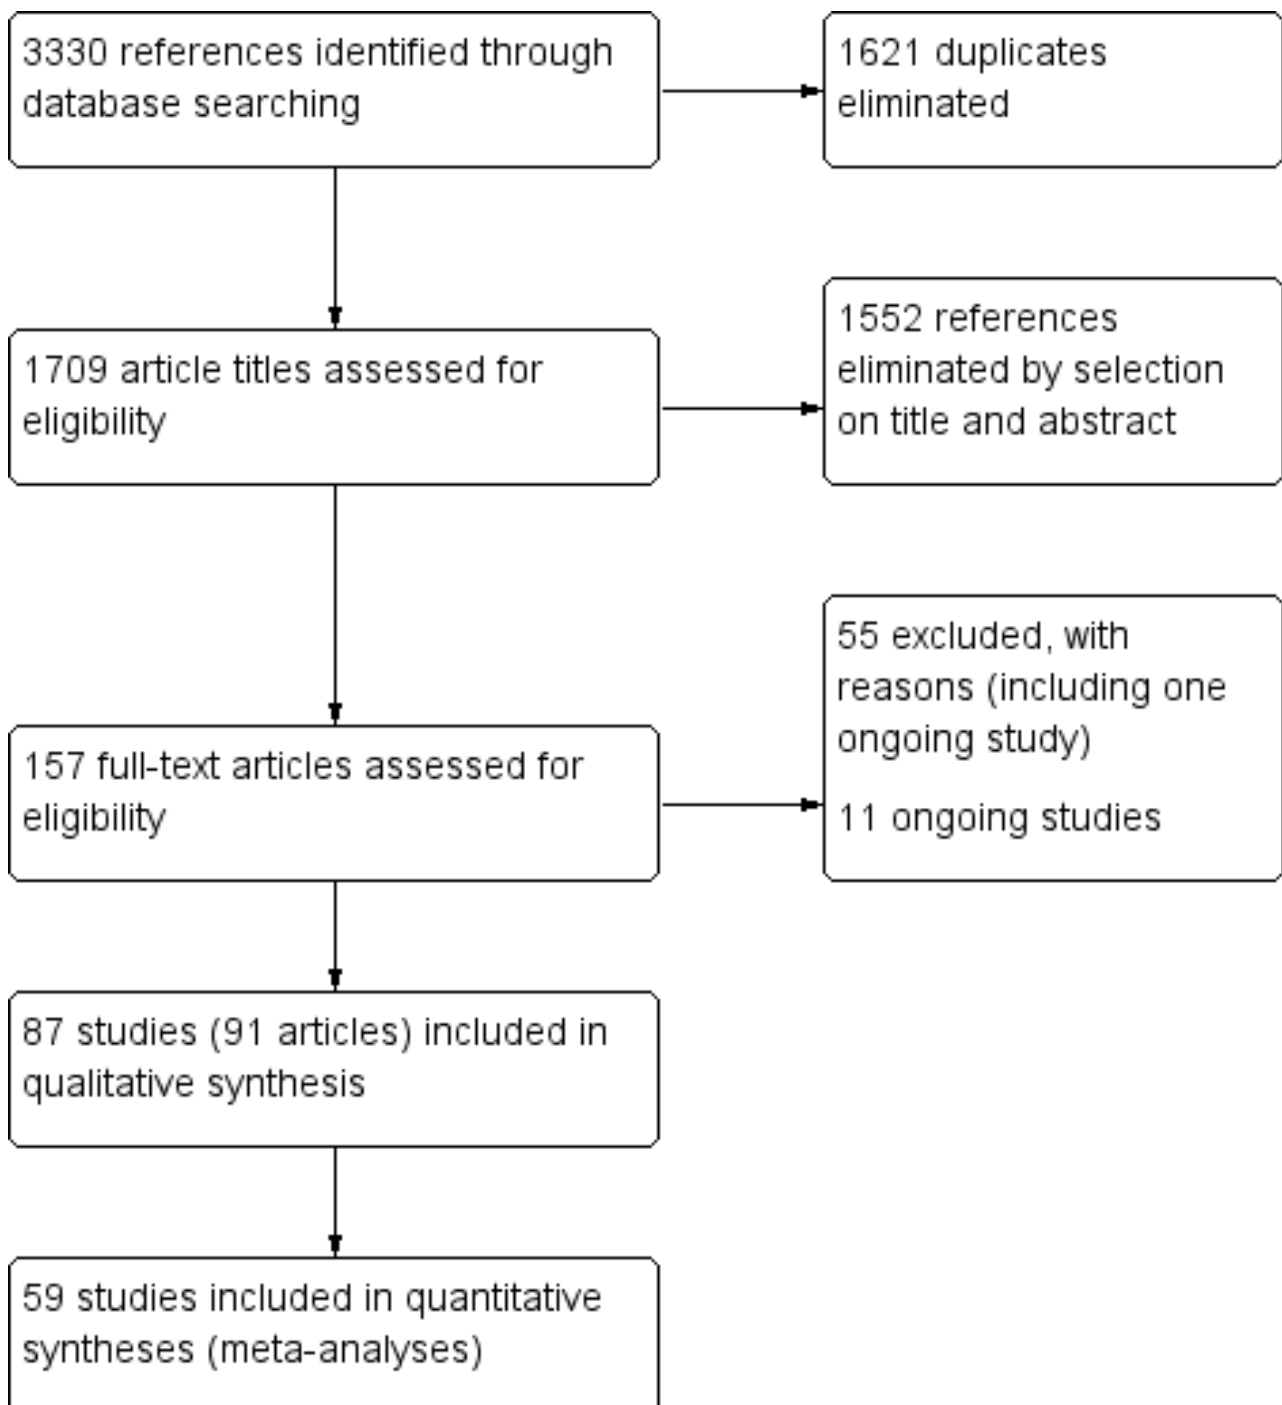 3330 references identified through
database searching
1621 duplicates
eliminated
1709 article titles assessed for
eligibility
1552 references
eliminated by selection
on title and abstract
157 full-text articles assessed for
eligibility
55 excluded, with
reasons (including one
ongoing study)
11 ongoing studies
87 studies (91 articles) included in
qualitative synthesis
59 studies included in quantitative
syntheses (meta-analyses)